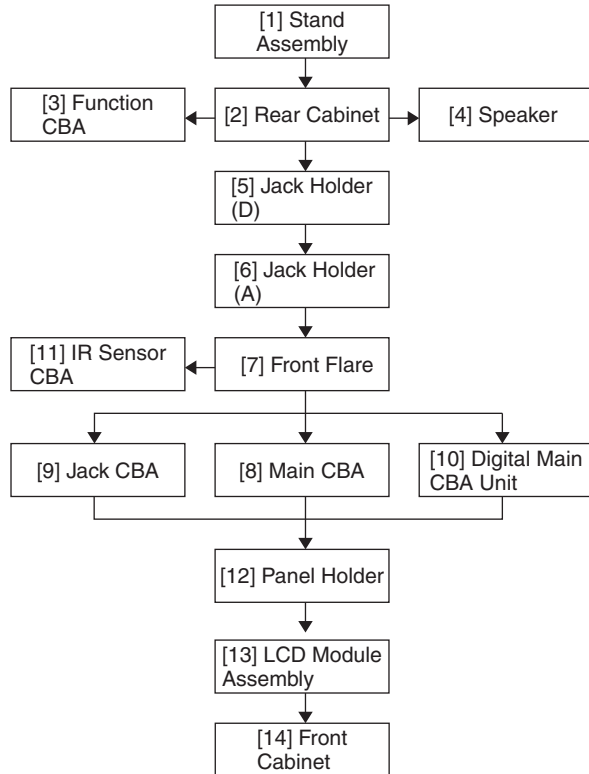 [1] Stand
Assembly
[3] Function
CBA
[2] Rear Cabinet
[4] Speaker
[5] Jack Holder
(D)
[6] Jack Holder
(A)
[11] IR Sensor
CBA
[7] Front Flare
[9] Jack CBA
[8] Main CBA
[10] Digital Main
CBA Unit
[12] Panel Holder
[13] LCD Module
Assembly
[14] Front
Cabinet